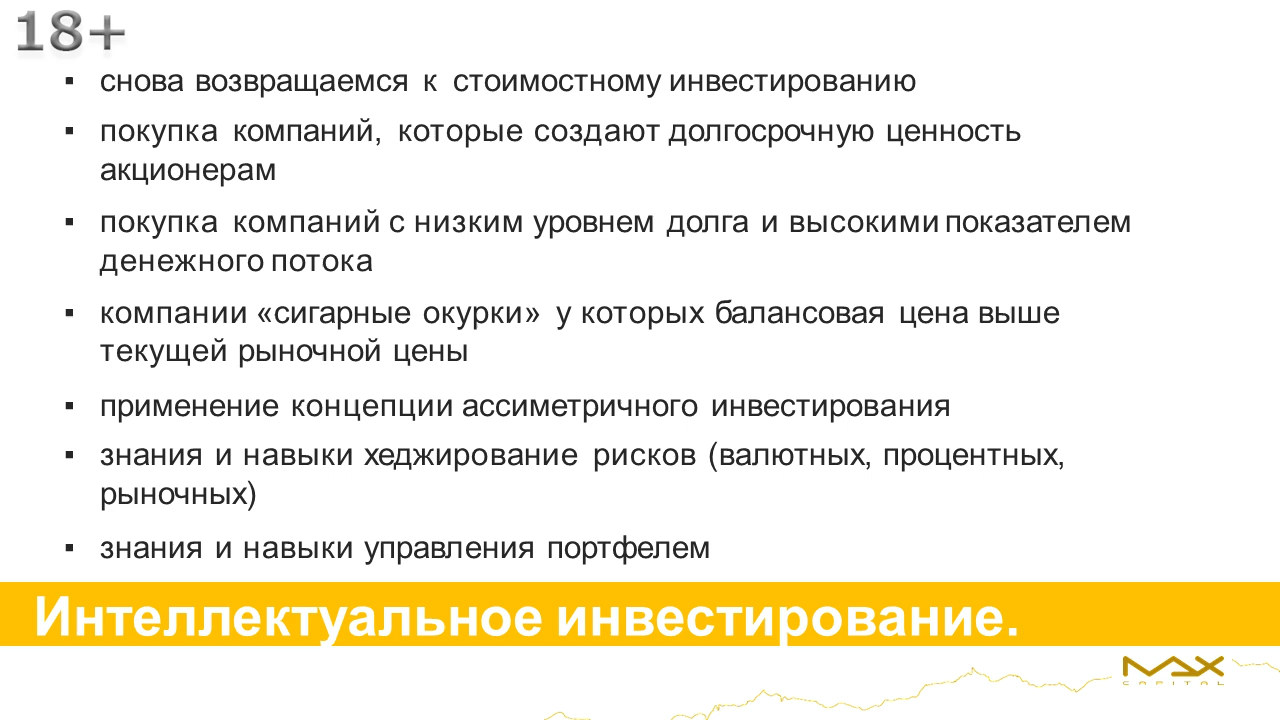 18+
▪ снова возвращаемся к стоимостному инвестированию
▪ покупка компаний, которые создают долгосрочную ценность
акционерам
▪ покупка компаний с низким уровнем долга и высокими показателем
денежного потока
▪ компании «сигарные окурки» у которых балансовая цена выше
текущей рыночной цены
▪ применение концепции ассиметричного инвестирования
▪ знания и навыки хеджирование рисков (валютных, процентных,
рыночных)
▪ знания и навыки управления портфелем
Интеллектуальное инвестирование.
MAX
CAPITAL